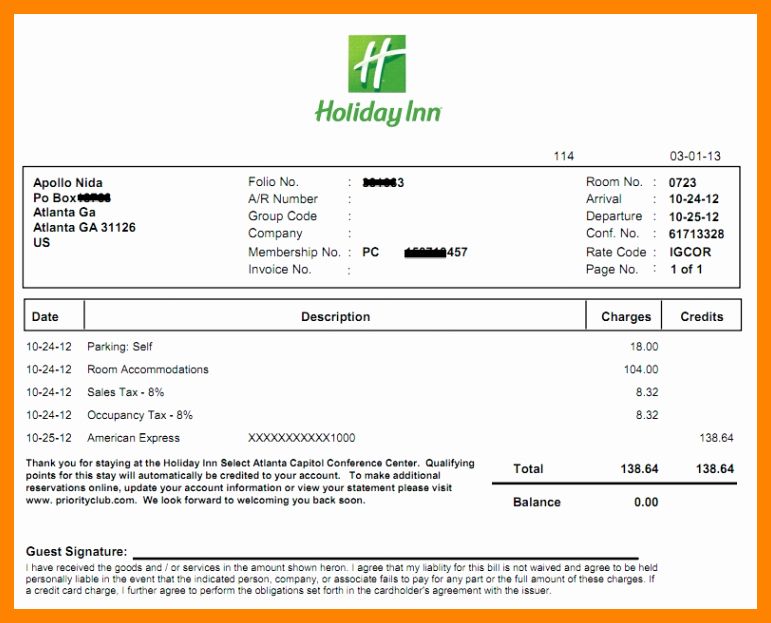 H
Holiday Inn
114 03-01-13
Apollo Nida
Po Box
Atlanta Ga
Atlanta GA 31126
US
Folio No. : 3
A/R Number :
Group Code :
Company :
Membership No. : PC 457
Invoice No. :
Room No. : 0723
Arrival : 10-24-12
Departure : 10-25-12
Conf. No. : 61713328
Rate Code : IGCOR
Page No. : 1 of 1
Date Description Charges Credits
10-24-12 Parking: Self 18.00
10-24-12 Room Accommodations 104.00
10-24-12 Sales Tax - 8% 8.32
10-24-12 Occupancy Tax - 8% 8.32
10-25-12 American Express XXXXXXXXXXX1000 138.64
Thank you for staying at the Holiday Inn Select Atlanta Capitol Conference Center. Qualifying
points for this stay will automatically be credited to your account. To make additional
reservations online, update your account information or view your statement please visit
www. priorityclub.com. We look forward to welcoming you back soon.
Total 138.64 138.64
Balance 0.00
Guest Signature:
I have received the goods and / or services in the amount shown heron. I agree that my liablity for this bill is not waived and agree to be held
personally liable in the event that the indicated person, company, or associate fails to pay for any part or the full amount of these charges. If
a credit card charge, I further agree to perform the obligations set forth in the cardholder's agreement with the issuer.